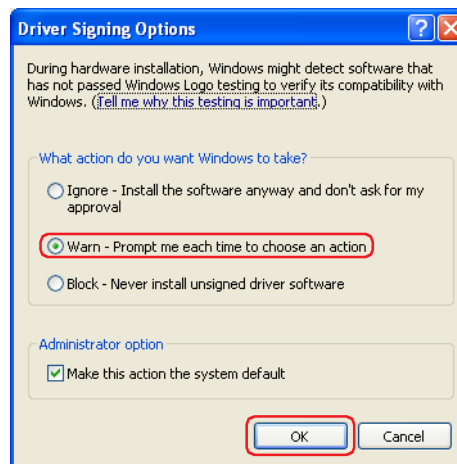 Driver Signing Options
During hardware installation, Windows might detect software that
has not passed Windows Logo testing to verify its compatibility with
Windows. (Tell me why this testing is important.)
What action do you want Windows to take?
Ignore - Install the software anyway and don't ask for my
approval
Warn - Prompt me each time to choose an action
Block - Never install unsigned driver software
Administrator option
Make this action the system default
OK
Cancel